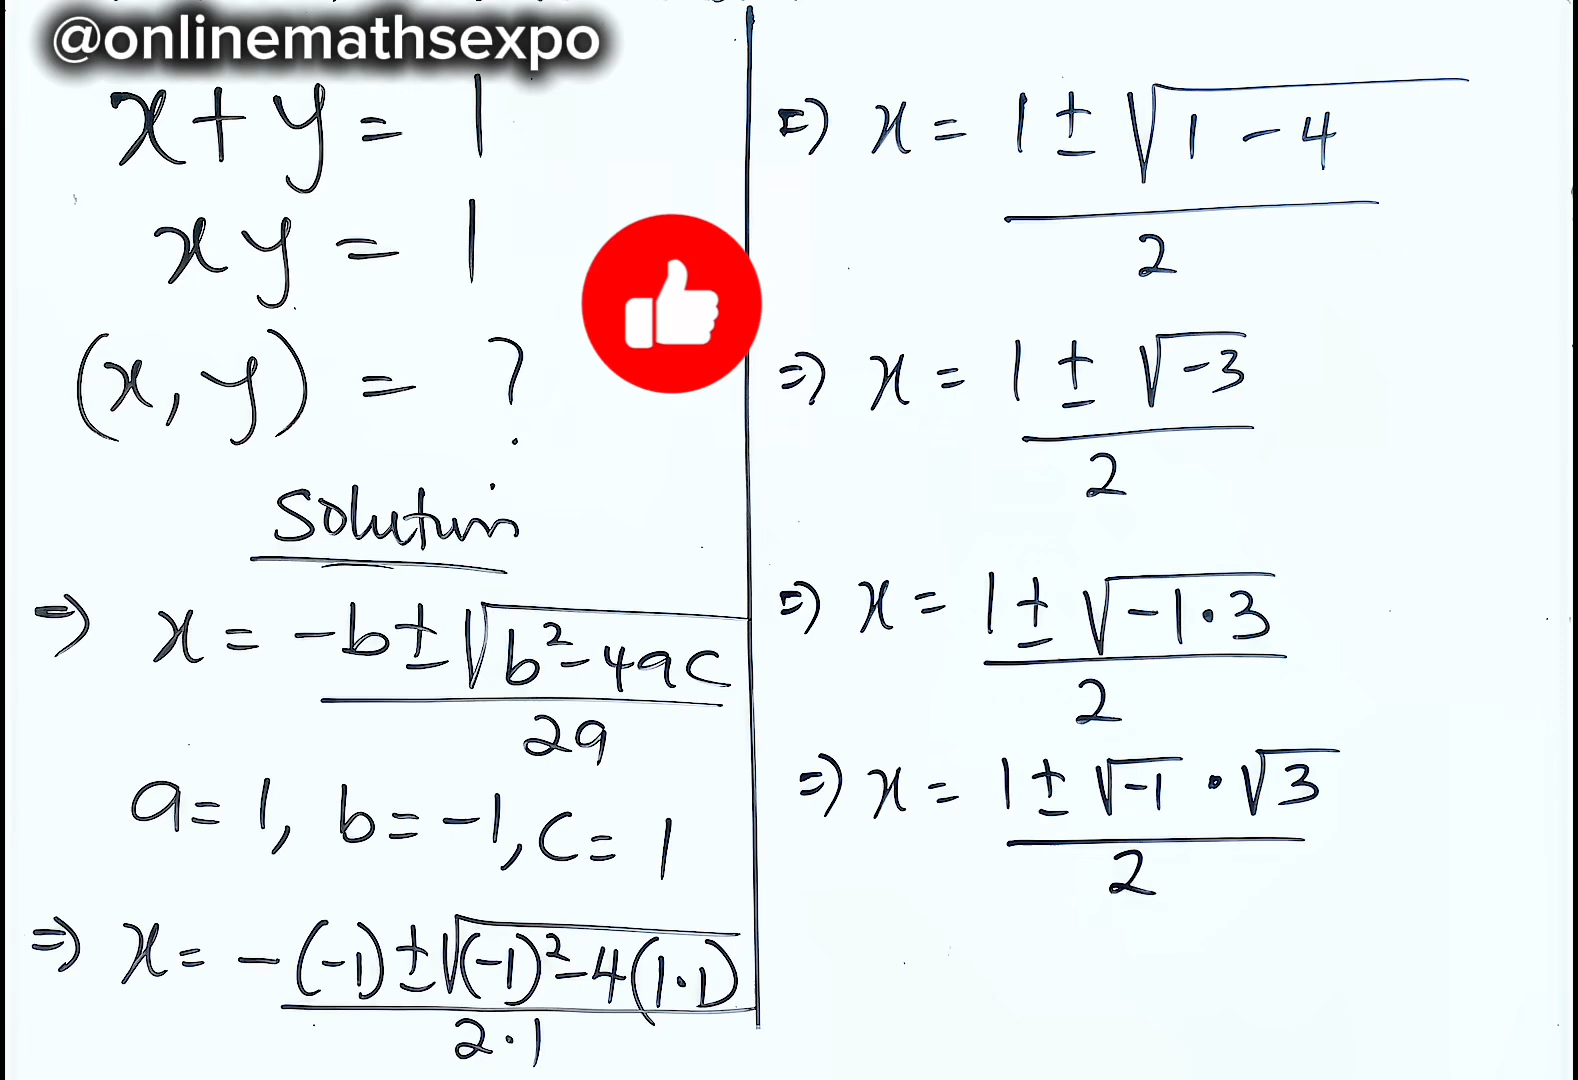 @onlinemathsexpo
x + y = 1
xy = 1
(x, y) = ?
Solution
⇒ x = -b ± √(b² - 4ac) / 2a
a = 1, b = -1, c = 1
⇒ x = -(-1) ± √((-1)² - 4(1·1)) / 2·1
⇒ x = 1 ± √(1 - 4) / 2
⇒ x = 1 ± √-3 / 2
⇒ x = 1 ± √(-1·3) / 2
⇒ x = 1 ± √-1 · √3 / 2